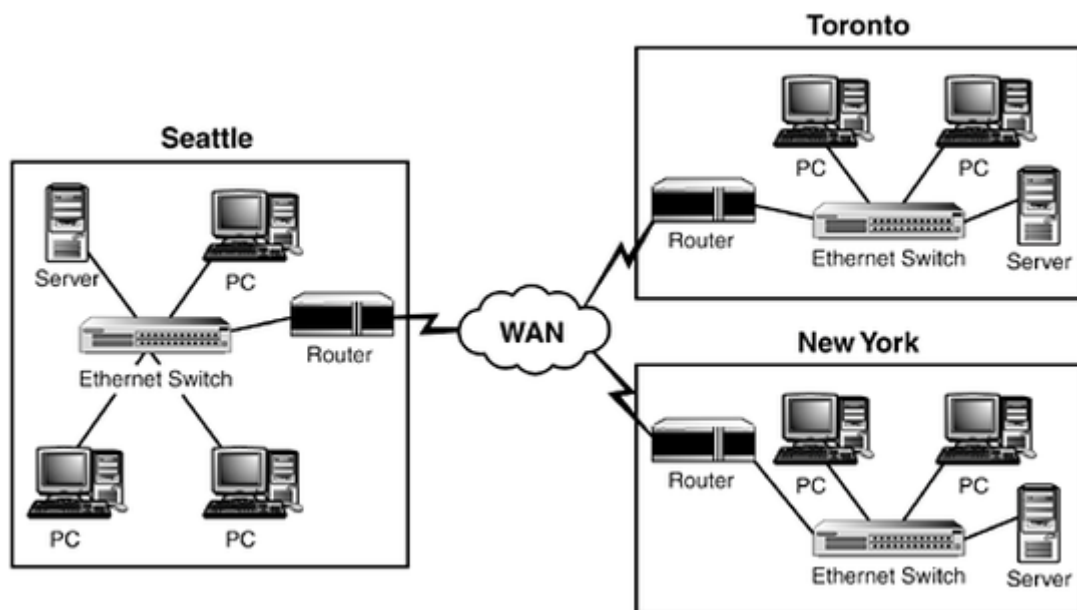 Seattle
Server
PC
Router
Ethernet Switch
PC
PC
WAN
Toronto
PC
PC
Router
Ethernet Switch
Server
New York
Router
PC
PC
Ethernet Switch
Server